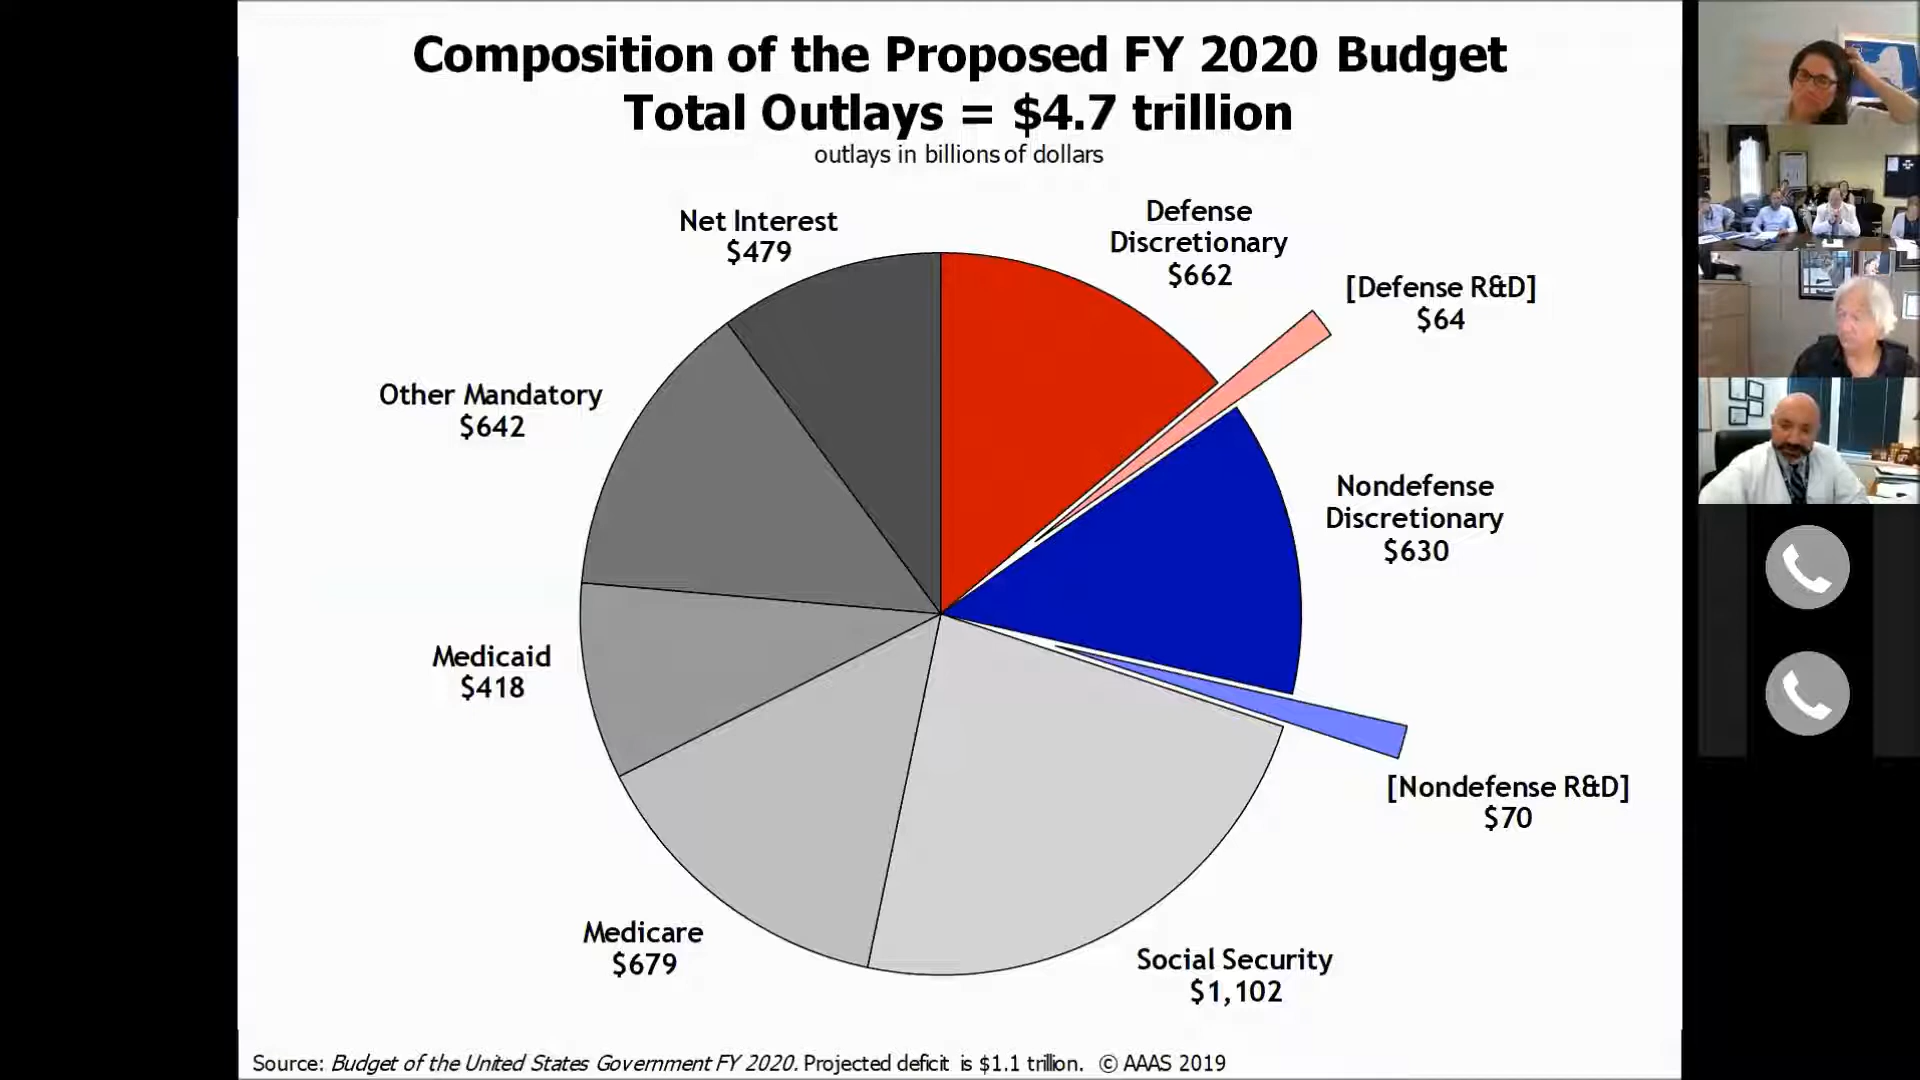 Composition of the Proposed FY 2020 Budget
Total Outlays = $4.7 trillion
outlays in billions of dollars
Net Interest
$479
Defense
Discretionary
$662
[Defense R&D]
$64
Other Mandatory
$642
Nondefense
Discretionary
$630
Medicaid
$418
[Nondefense R&D]
$70
Medicare
$679
Social Security
$1,102
Source: Budget of the United States Government FY 2020. Projected deficit is $1.1 trillion. © AAAS 2019